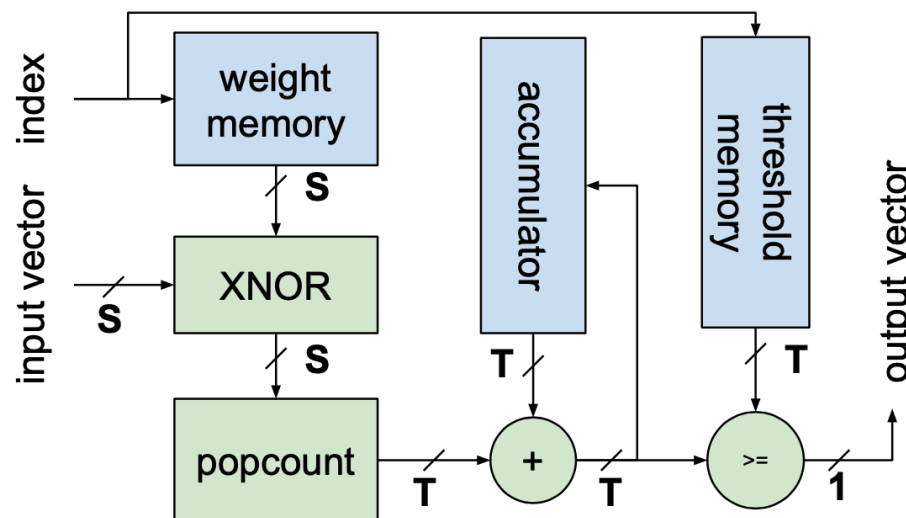 index
weight
memory
S
input vector
S
XNOR
S
popcount
T
accumulator
T
+
T
threshold
memory
T
>=
1
output vector